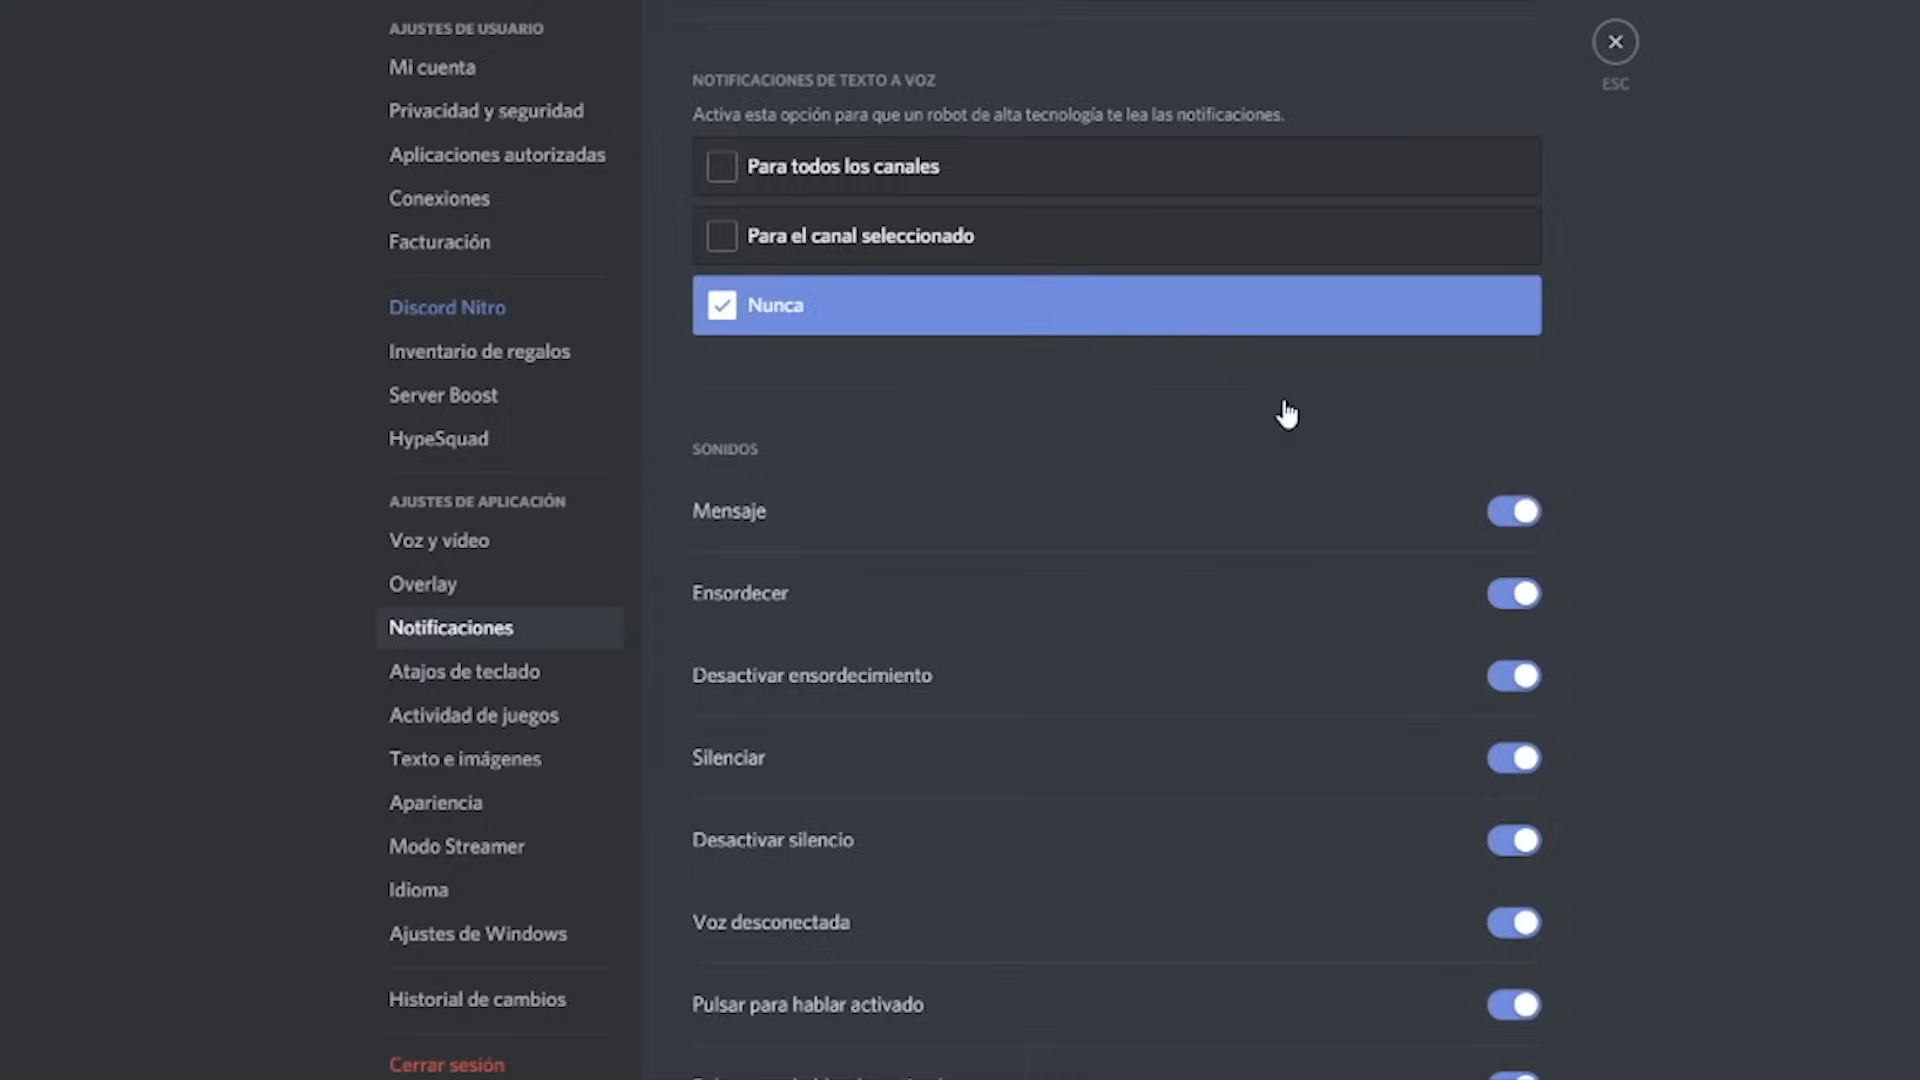 AJUSTES DE USUARIO
Mi cuenta
Privacidad y seguridad
Aplicaciones autorizadas
Conexiones
Facturación
Discord Nitro
Inventario de regalos
Server Boost
HypeSquad
AJUSTES DE APLICACIÓN
Voz y vídeo
Overlay
Notificaciones
Atajos de teclado
Actividad de juegos
Texto e imágenes
Apariencia
Modo Streamer
Idioma
Ajustes de Windows
Historial de cambios
Cerrar sesión
NOTIFICACIONES DE TEXTO A VOZ
Activa esta opción para que un robot de alta tecnología te lea las notificaciones.
Para todos los canales
Para el canal seleccionado
Nunca
SONIDOS
Mensaje
Ensordecer
Desactivar ensordecimiento
Silenciar
Desactivar silencio
Voz desconectada
Pulsar para hablar activado
ESC